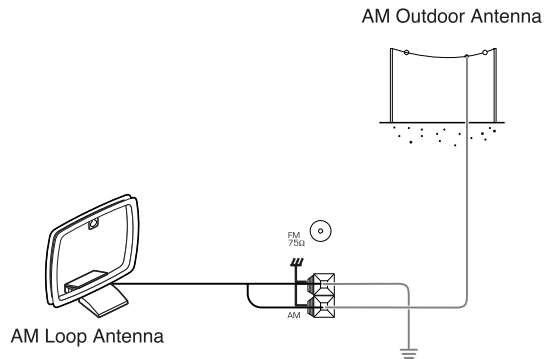 AM Outdoor Antenna
FM
75Ω
AM
AM Loop Antenna